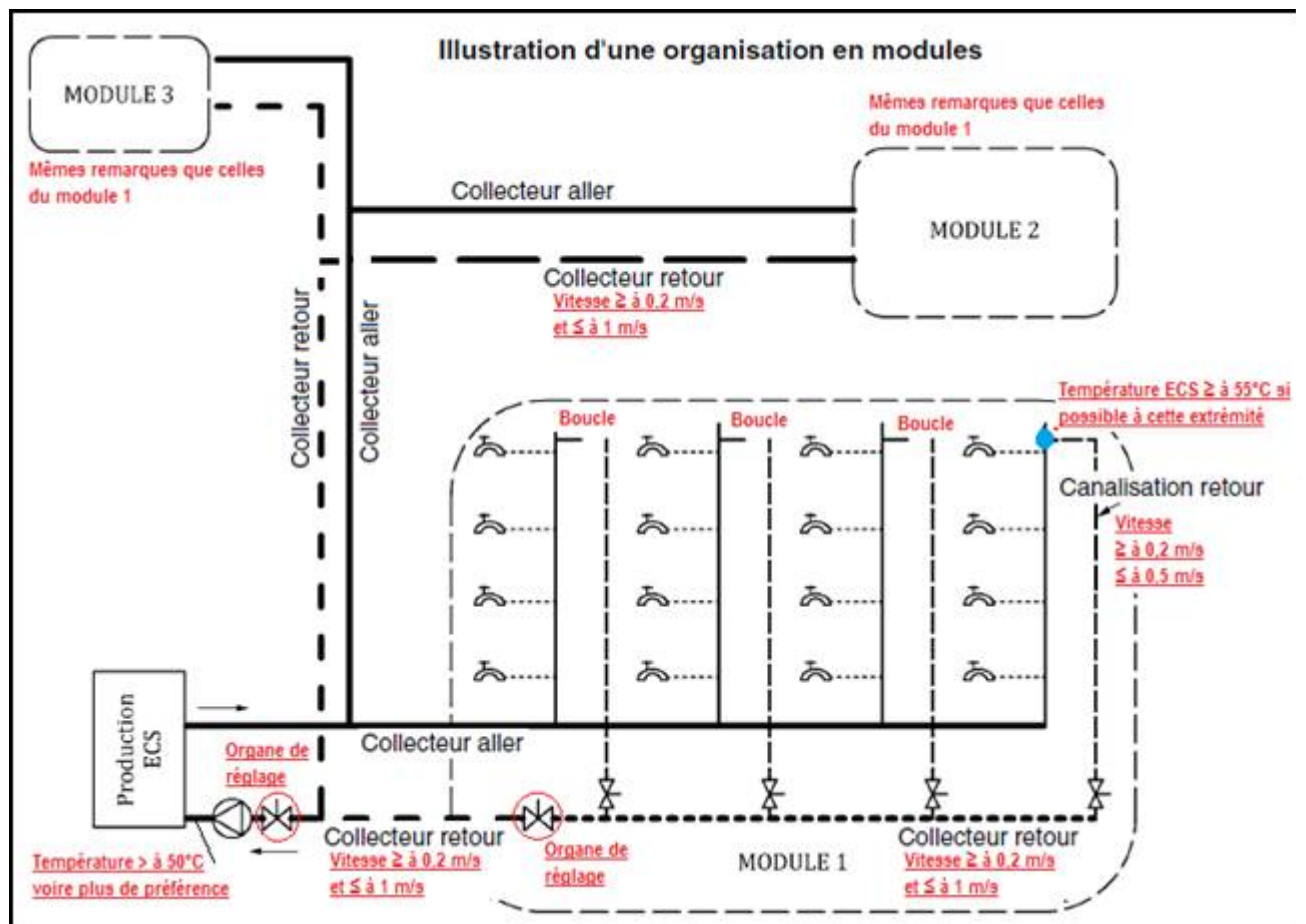 Illustration d'une organisation en modules
MODULE 3
Mêmes remarques que celles
du module 1
Mêmes remarques que celles
du module 1
MODULE 2
Collecteur aller
Collecteur retour
Vitesse ≥ à 0,2 m/s
et ≤ à 1 m/s
Collecteur retour
Collecteur aller
Température ECS ≥ à 55°C si
possible à cette extrémité
Boucle
Boucle
Boucle
Canalisation retour
Vitesse
≥ à 0,2 m/s
≤ à 0,5 m/s
Production
ECS
Collecteur aller
Organe de
réglage
Température > à 50°C
voire plus de préférence
Collecteur retour
Vitesse ≥ à 0,2 m/s
et ≤ à 1 m/s
Organe de
réglage
MODULE 1
Collecteur retour
Vitesse ≥ à 0,2 m/s
et ≤ à 1 m/s